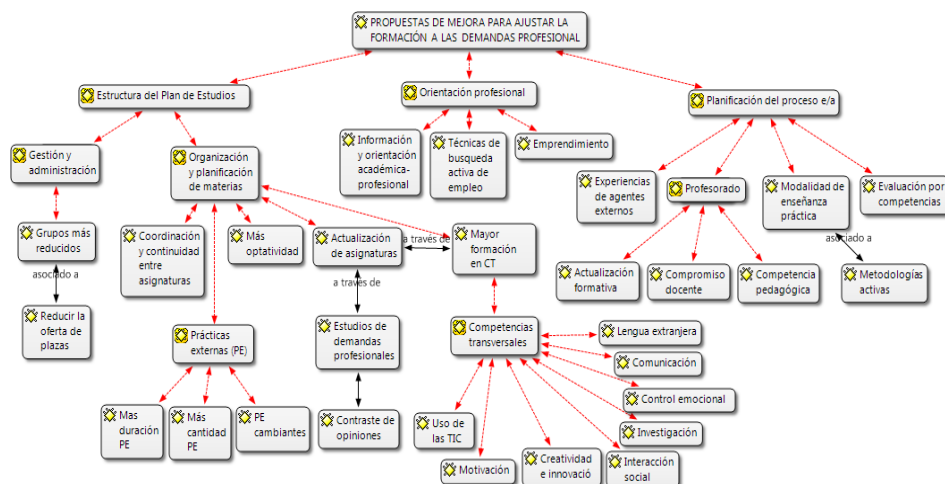 PROPUESTAS DE MEJORA PARA AJUSTAR LA
FORMACIÓN A LAS DEMANDAS PROFESIONAL
Estructura del Plan de Estudios
Orientación profesional
Planificación del proceso e/a
Gestión y
administración
Organización
y planificación
de materias
Información
y orientación
académica-
profesional
Técnicas de
busqueda
activa de
empleo
Emprendimiento
Experiencias
de agentes
externos
Profesorado
Modalidad de
enseñanza
práctica
Evaluación por
competencias
Grupos más
reducidos
Coordinación
y continuidad
entre
asignaturas
Más
optatividad
Actualización
de asignaturas
a través de
Mayor
formación
en CT
asociado a
asociado a
a través de
Actualización
formativa
Compromiso
docente
Competencia
pedagógica
Metodologías
activas
Reducir la
oferta de
plazas
Prácticas
externas (PE)
Estudios de
demandas
profesionales
Competencias
transversales
Lengua extranjera
Comunicación
Control emocional
Investigación
Mas
duración
PE
Más
cantidad
PE
PE
cambiantes
Contraste de
opiniones
Uso de
las TIC
Motivación
Creatividad
e innovació
Interacción
social